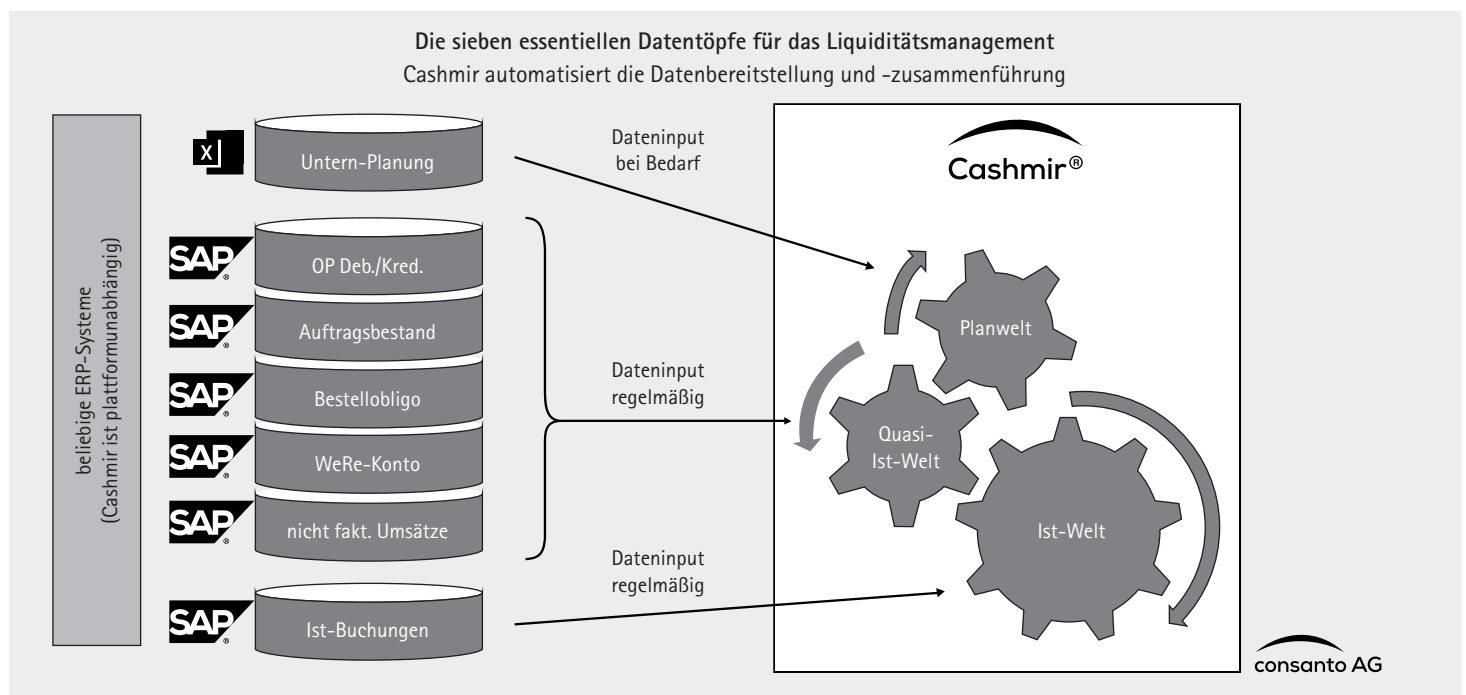 Die sieben essentiellen Datentöpfe für das Liquiditätsmanagement
Cashmir automatisiert die Datenbereitstellung und -zusammenführung
beliebige ERP-Systeme
(Cashmir ist plattformunabhängig)
X
Untern-Planung
SAP®
OP Deb./Kred.
SAP®
Auftragsbestand
SAP®
Bestellobligo
SAP®
WeRe-Konto
SAP®
nicht fakt. Umsätze
SAP®
Ist-Buchungen
Dateninput
bei Bedarf
Dateninput
regelmäßig
Dateninput
regelmäßig
Cashmir®
Planwelt
Quasi-
Ist-Welt
Ist-Welt
consanto AG